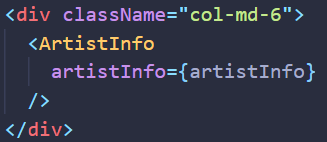 <div className="col-md-6">
  <ArtistInfo
    artistInfo={artistInfo}
  />
</div>